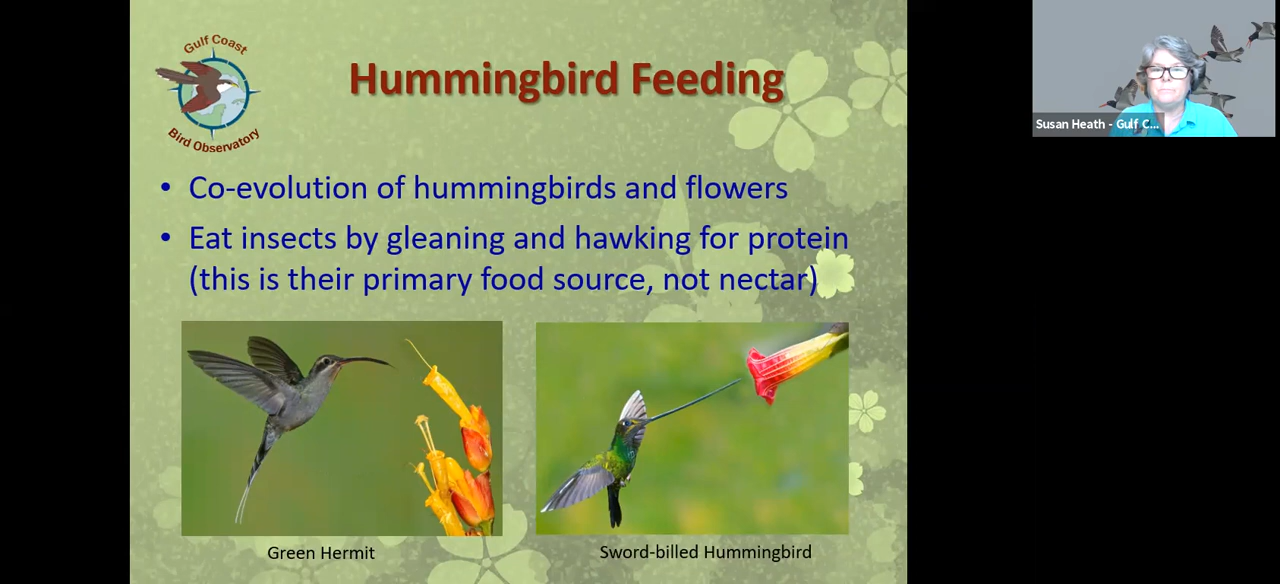 Gulf Coast
Bird Observatory
Hummingbird Feeding
Susan Heath - Gulf C...
• Co-evolution of hummingbirds and flowers
• Eat insects by gleaning and hawking for protein
(this is their primary food source, not nectar)
Green Hermit
Sword-billed Hummingbird